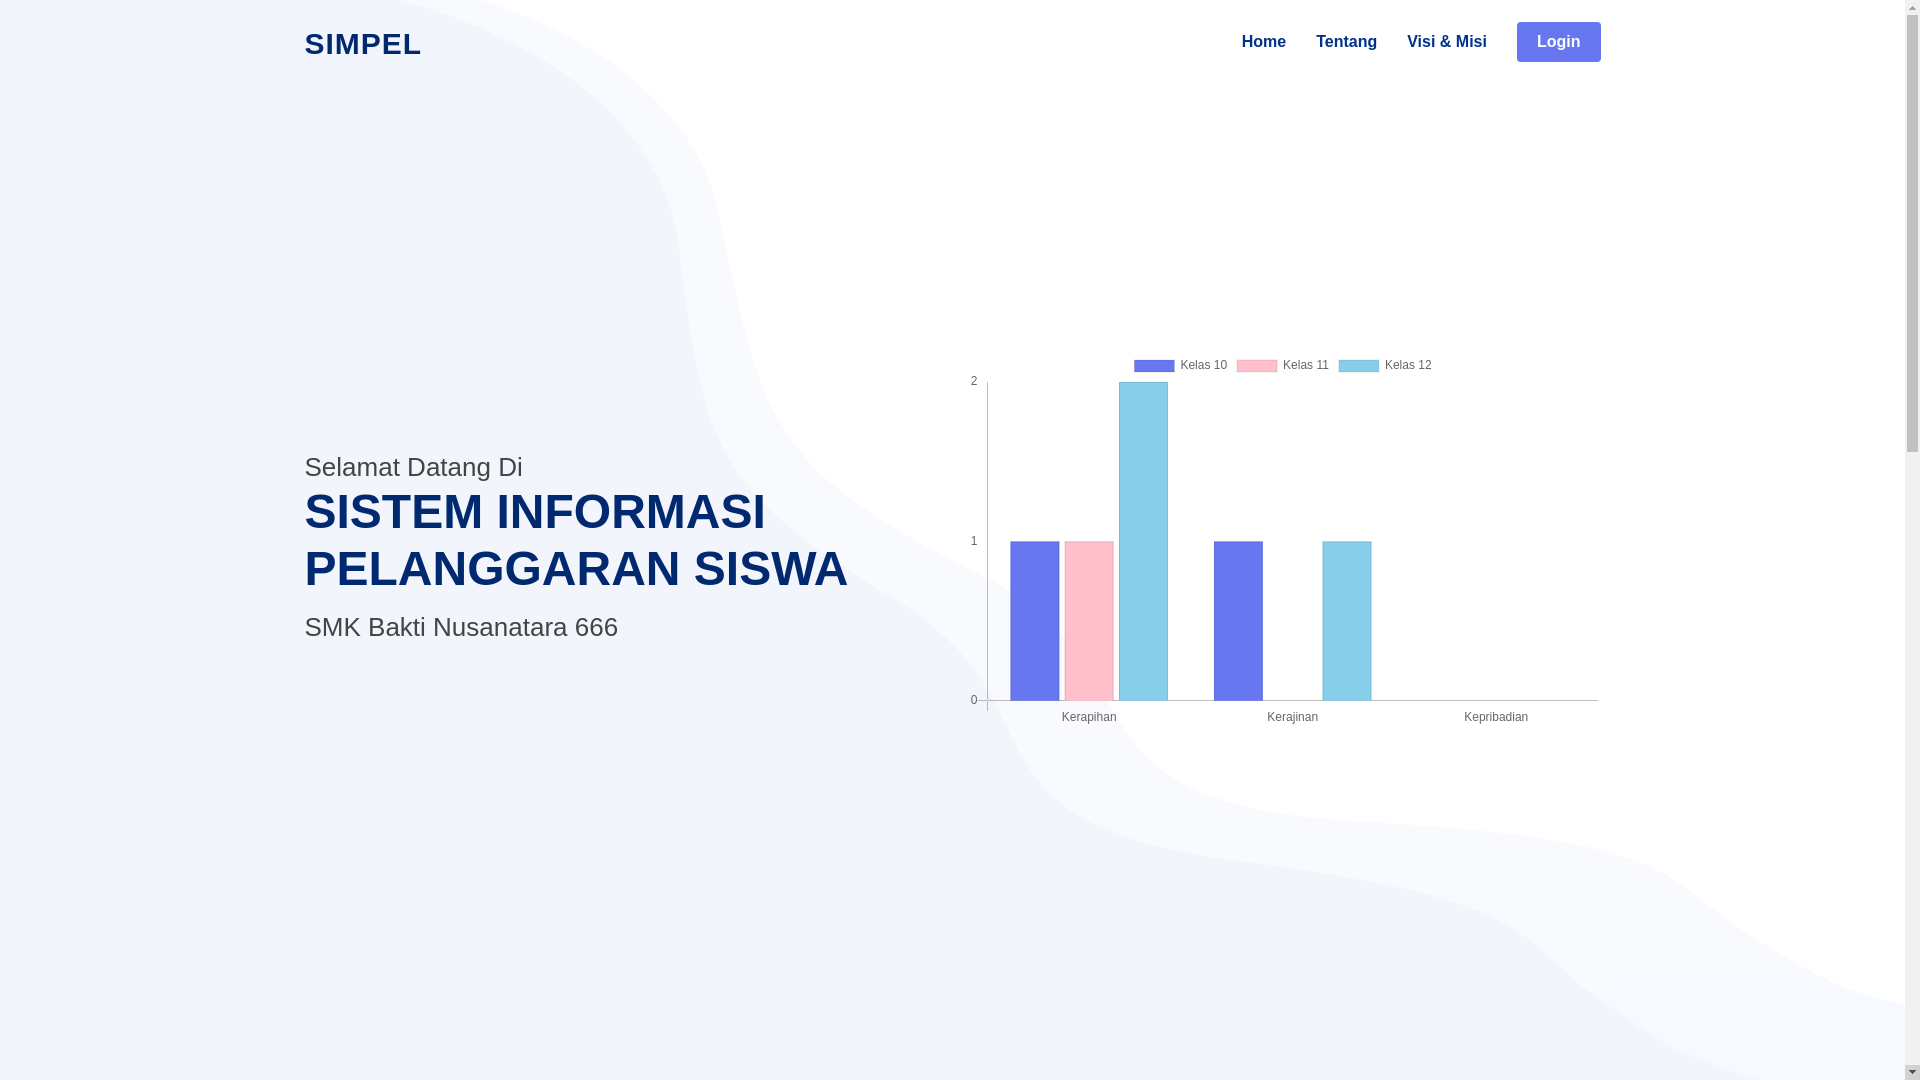 SIMPEL
Home
Tentang
Visi & Misi
Login
Selamat Datang Di
SISTEM INFORMASI
PELANGGARAN SISWA
SMK Bakti Nusanatara 666
Kelas 10
Kelas 11
Kelas 12
2
1
0
Kerapihan
Kerajinan
Kepribadian